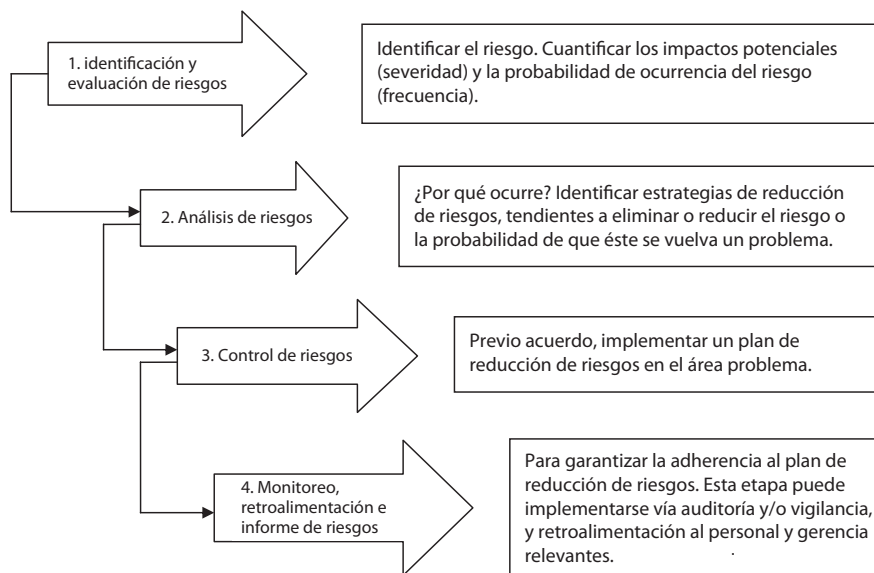 1. identificación y
evaluación de riesgos
Identificar el riesgo. Cuantificar los impactos potenciales
(severidad) y la probabilidad de ocurrencia del riesgo
(frecuencia).
2. Análisis de riesgos
¿Por qué ocurre? Identificar estrategias de reducción
de riesgos, tendientes a eliminar o reducir el riesgo o
la probabilidad de que éste se vuelva un problema.
3. Control de riesgos
Previo acuerdo, implementar un plan de
reducción de riesgos en el área problema.
4. Monitoreo,
retroalimentación e
informe de riesgos
Para garantizar la adherencia al plan de
reducción de riesgos. Esta etapa puede
implementarse vía auditoría y/o vigilancia,
y retroalimentación al personal y gerencia
relevantes.